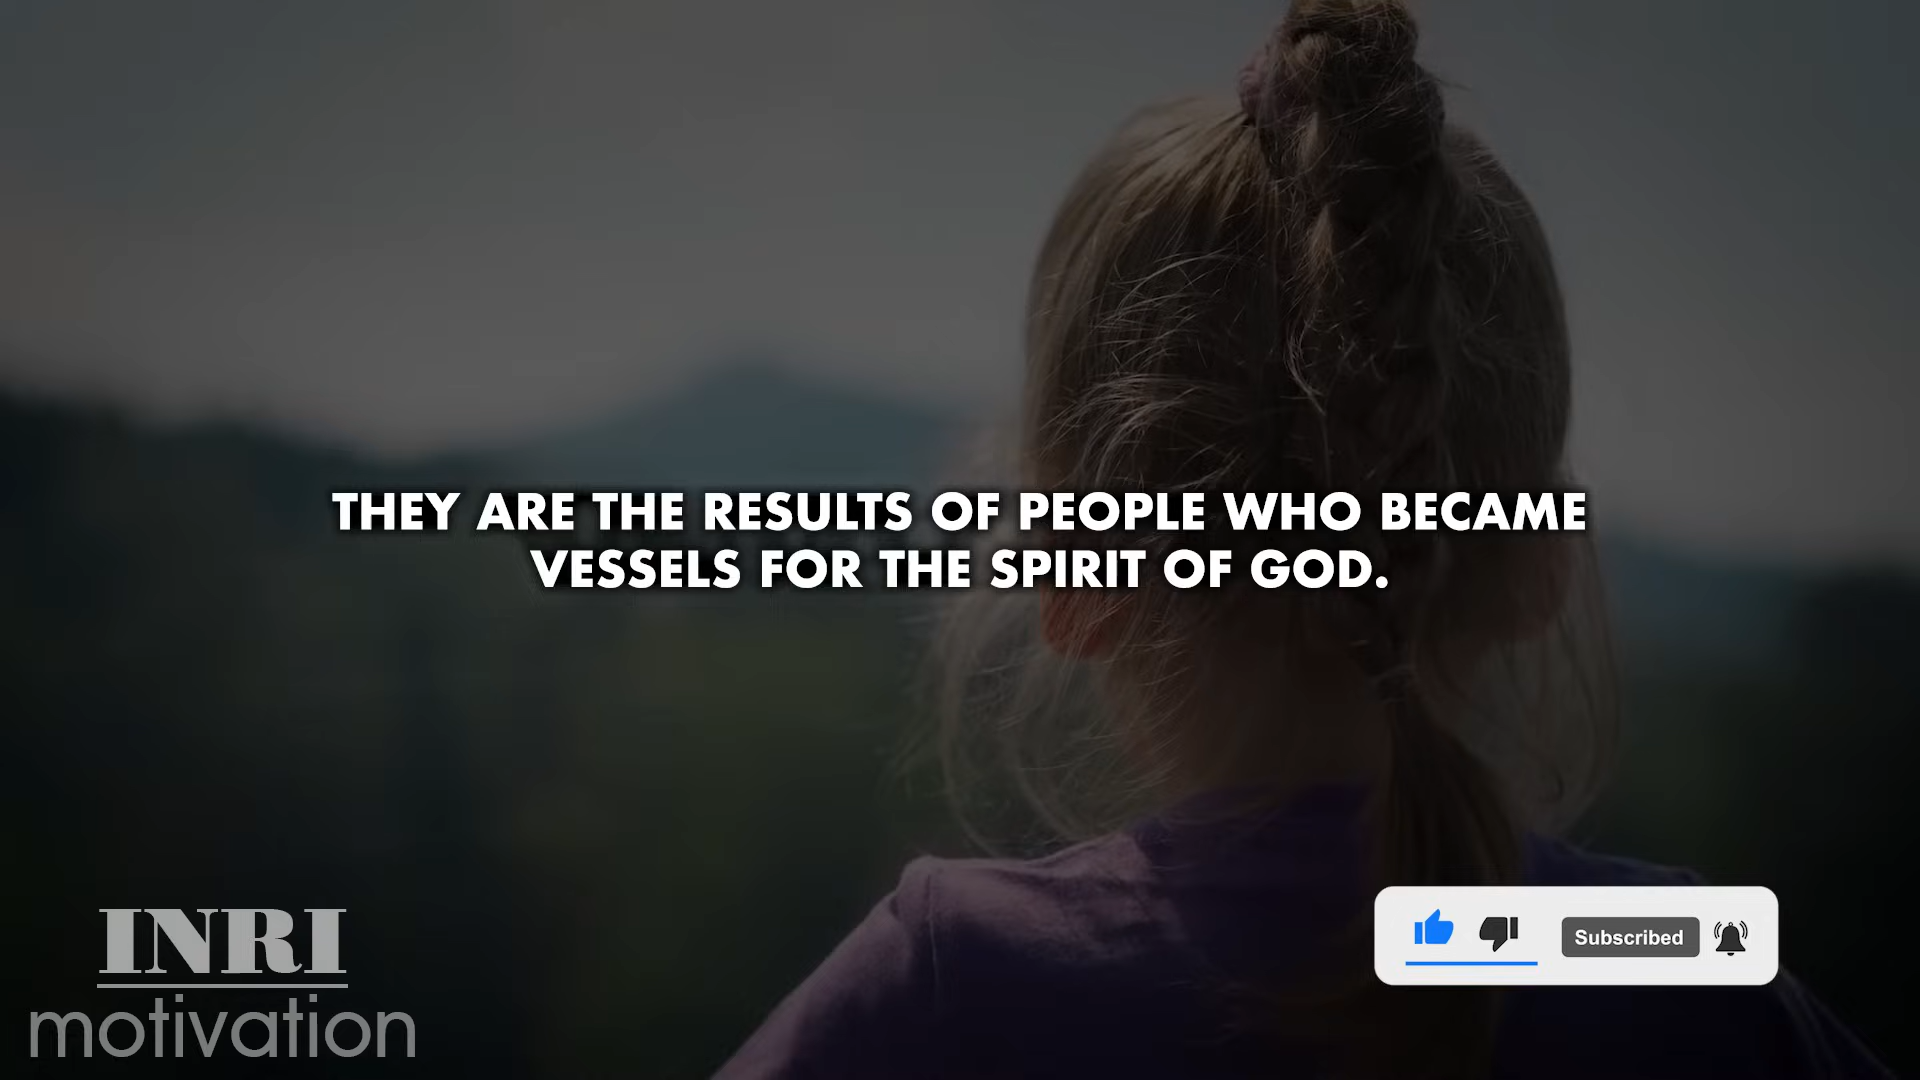 THEY ARE THE RESULTS OF PEOPLE WHO BECAME
VESSELS FOR THE SPIRIT OF GOD.
Subscribed
INRI
motivation